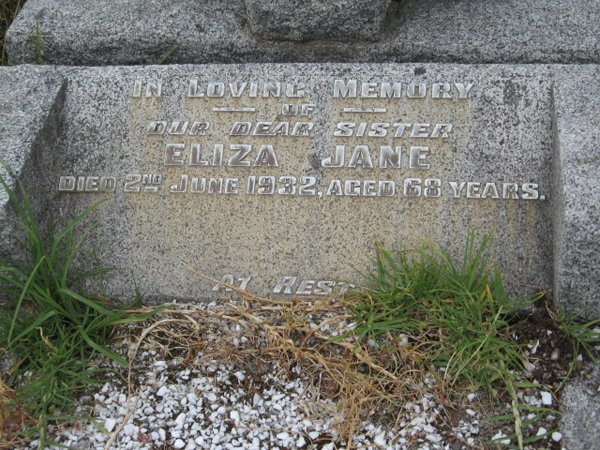 IN LOVING MEMORY
— OF —
OUR DEAR SISTER
ELIZA JANE
DIED 2ND JUNE 1932, AGED 68 YEARS.
AT REST